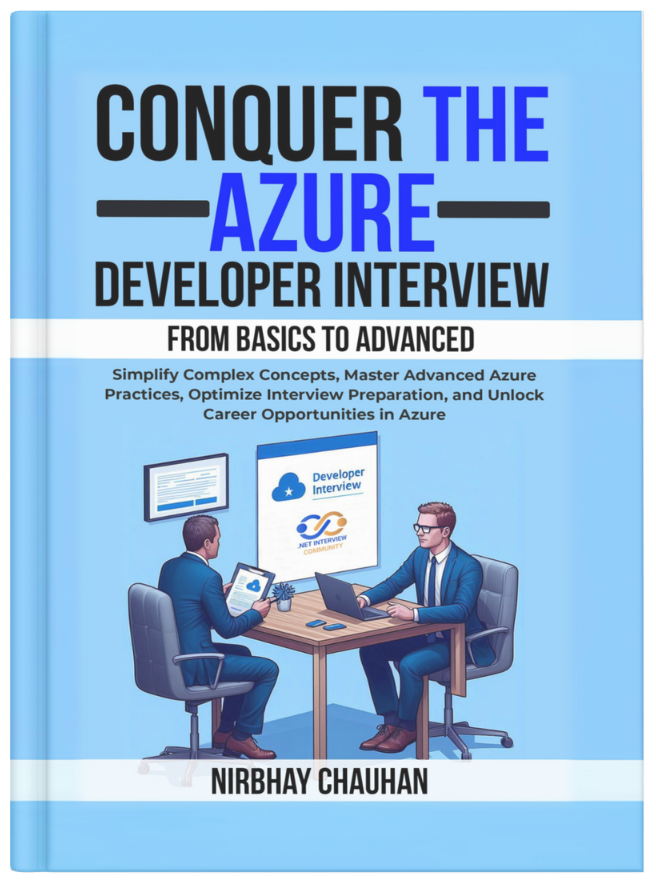 CONQUER THE
AZURE
DEVELOPER INTERVIEW
FROM BASICS TO ADVANCED
Simplify Complex Concepts, Master Advanced Azure
Practices, Optimize Interview Preparation, and Unlock
Career Opportunities in Azure
Developer
Interview
.NET INTERVIEW
COMMUNITY
NIRBHAY CHAUHAN